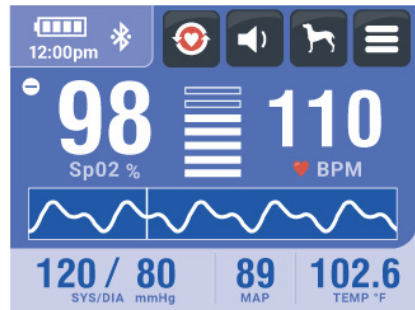 12:00pm
98 110
Sp02 % BPM
120 / 80 89 102.6
SYS/DIA mmHg MAP TEMP °F